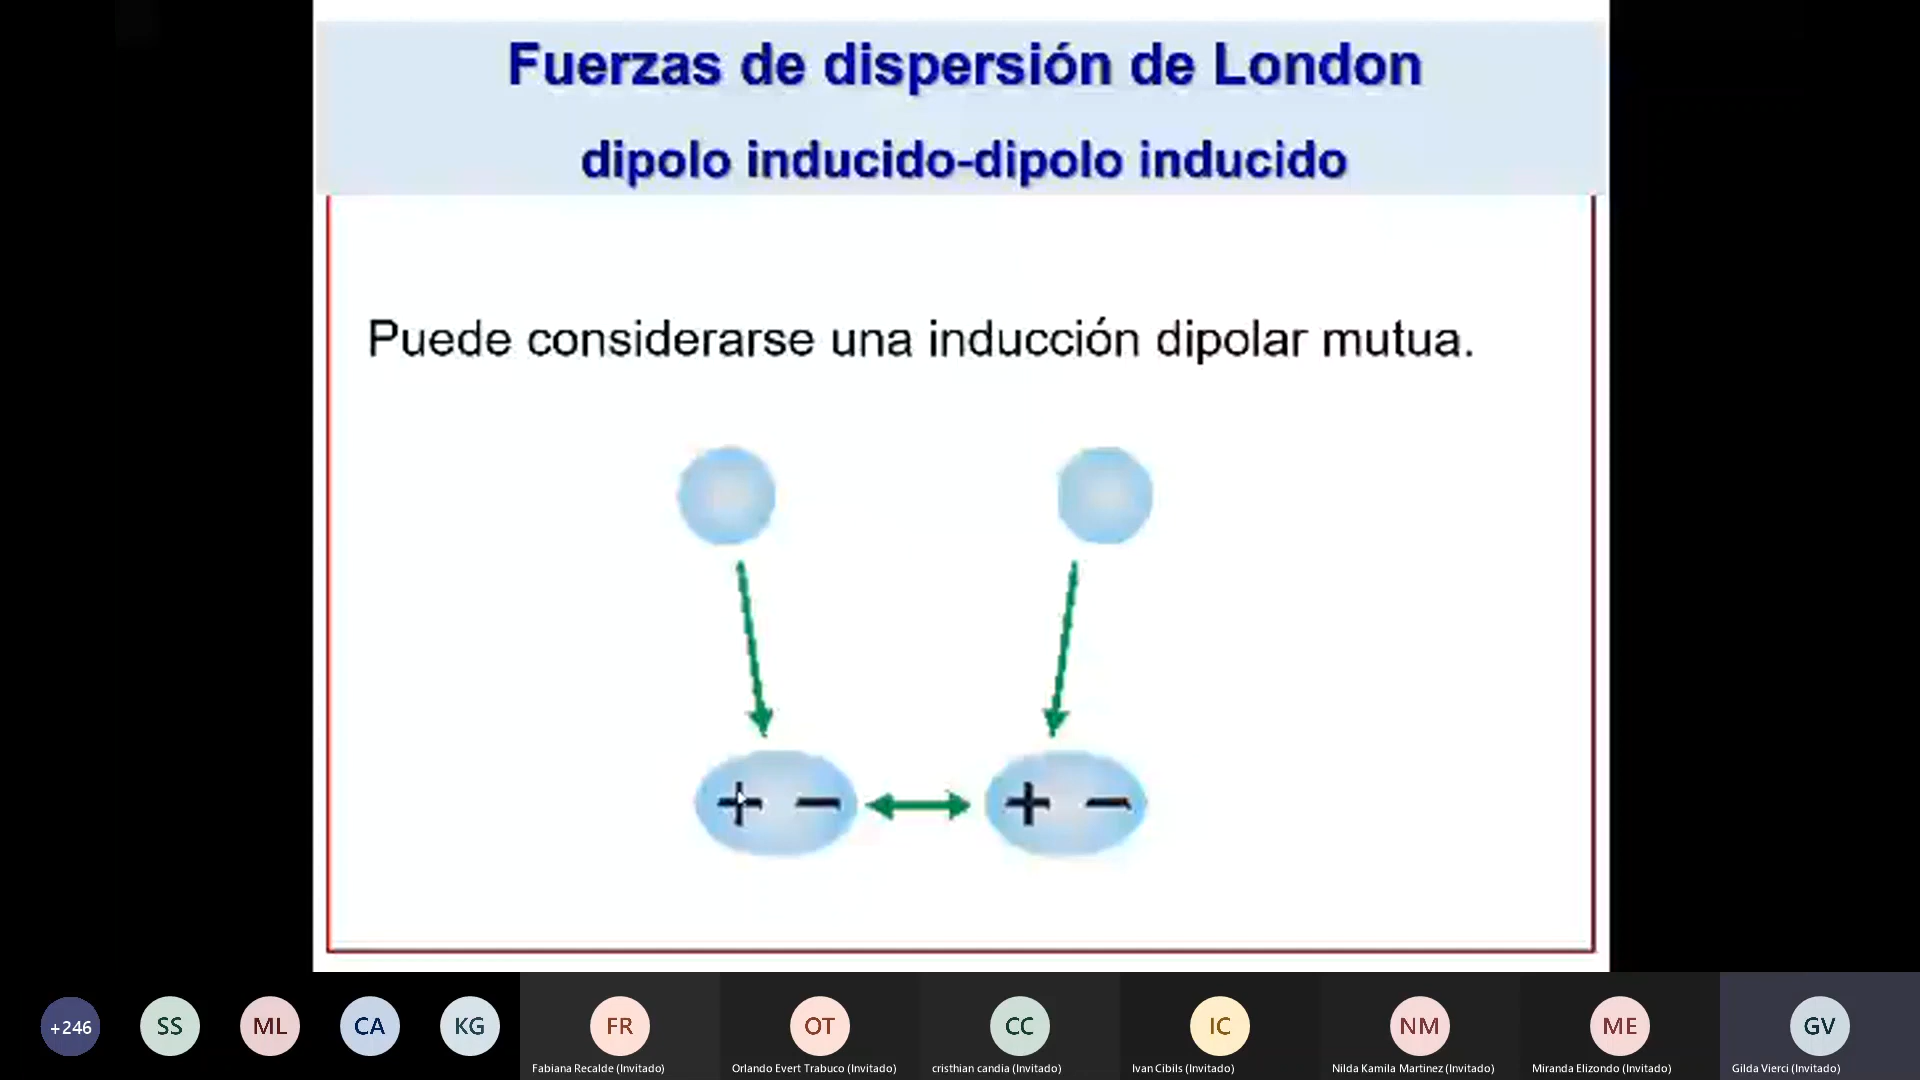 Fuerzas de dispersión de London
dipolo inducido-dipolo inducido
Puede considerarse una inducción dipolar mutua.
+ − + −
+246 SS ML CA KG FR OT CC IC NM ME GV
Fabiana Recalde (Invitado) Orlando Evert Trabuco (Invitado) cristhian candia (Invitado) Ivan Cibils (Invitado) Nilda Kamila Martinez (Invitado) Miranda Elizondo (Invitado) Gilda Vierci (Invitado)